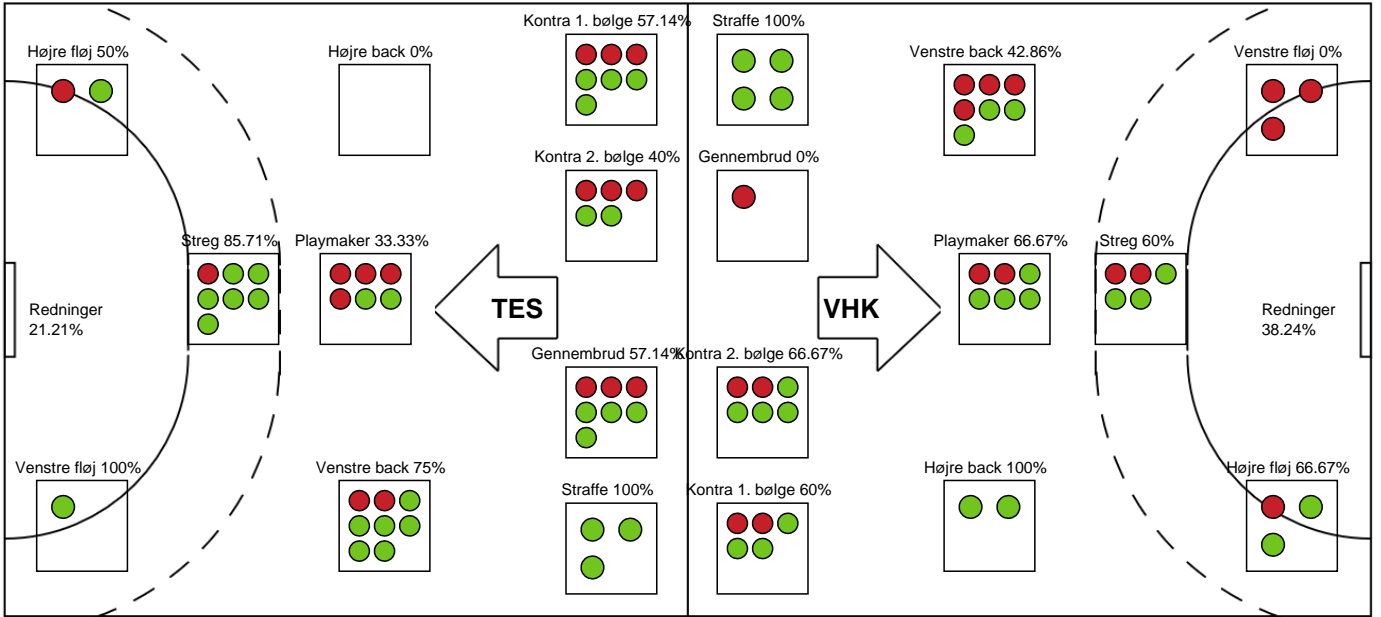 Kontra 1. bølge 57.14%
Straffe 100%
Højre fløj 50%
Højre back 0%
Venstre back 42.86%
Venstre fløj 0%
Kontra 2. bølge 40%
Gennembrud 0%
Streg 85.71%
Playmaker 33.33%
Playmaker 66.67%
Streg 60%
TES
VHK
Redninger
21.21%
Redninger
38.24%
Gennembrud 57.14%
Kontra 2. bølge 66.67%
Venstre fløj 100%
Venstre back 75%
Højre back 100%
Højre fløj 66.67%
Straffe 100%
Kontra 1. bølge 60%